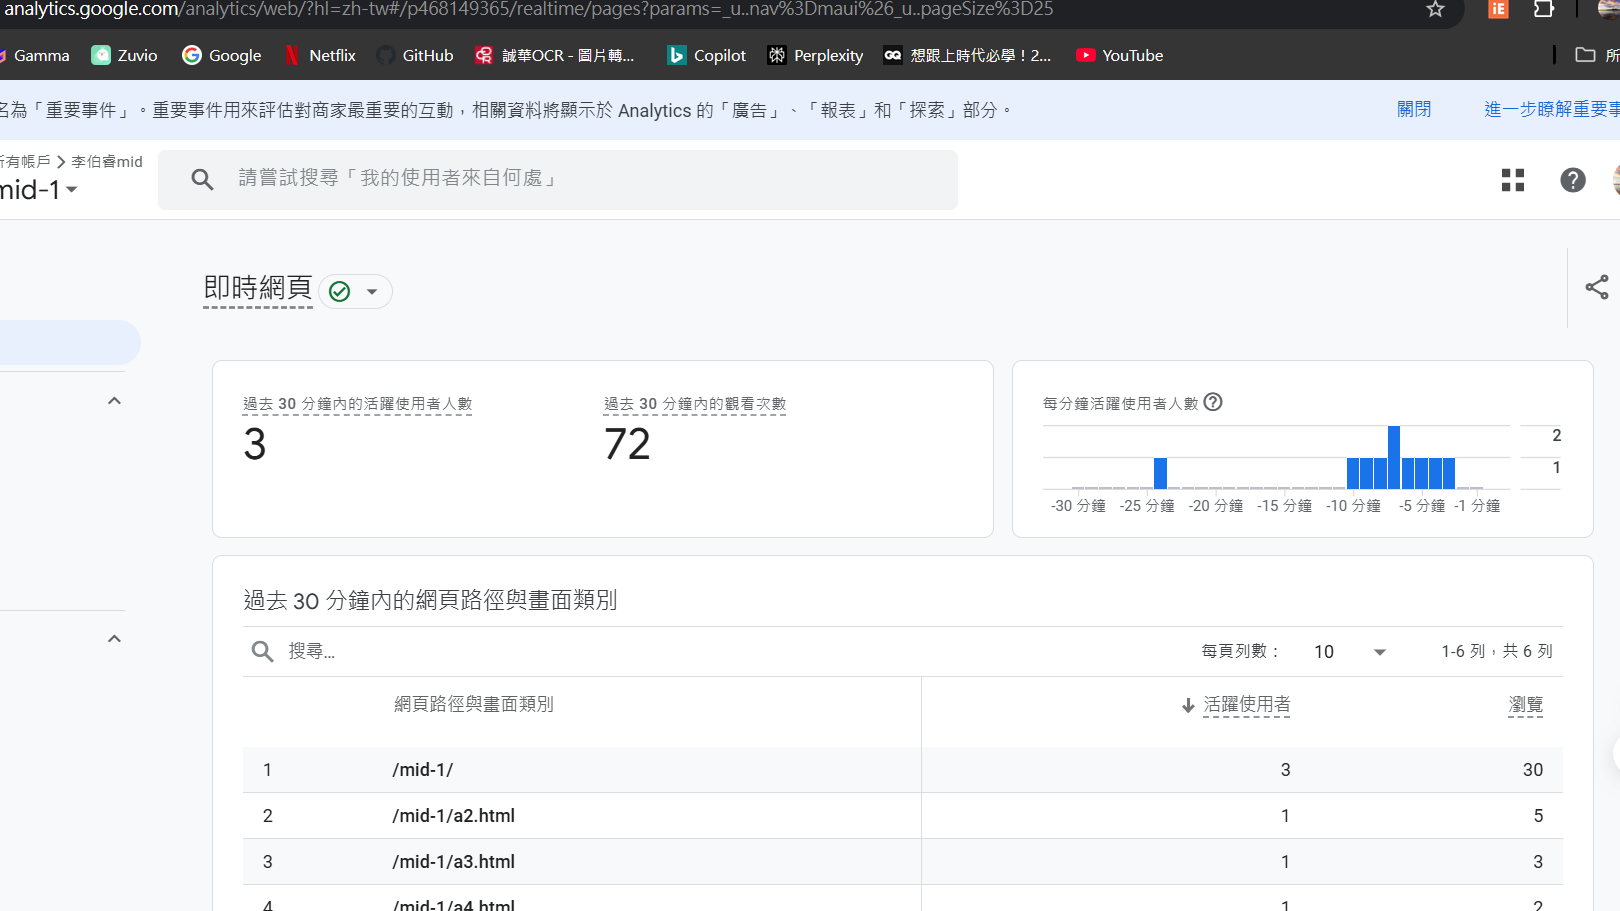 analytics.google.com/analytics/web/?hl=zh-tw#/p468149365/realtime/pages?params=_u..nav%3Dmaui%26_u..pageSize%3D25
Gamma Zuvio Google Netflix GitHub 誠華OCR - 圖片轉... Copilot Perplexity 想跟上時代必學！2... YouTube 所
名為「重要事件」。重要事件用來評估對商家最重要的互動，相關資料將顯示於 Analytics 的「廣告」、「報表」和「探索」部分。 關閉 進一步瞭解重要事
所有帳戶 李伯睿mid
mid-1
請嘗試搜尋「我的使用者來自何處」
即時網頁
過去 30 分鐘內的活躍使用者人數
3
過去 30 分鐘內的觀看次數
72
每分鐘活躍使用者人數
2
1
-30 分鐘 -25 分鐘 -20 分鐘 -15 分鐘 -10 分鐘 -5 分鐘 -1 分鐘
過去 30 分鐘內的網頁路徑與畫面類別
搜尋... 每頁列數： 10 1-6 列，共 6 列
網頁路徑與畫面類別 活躍使用者 瀏覽
1 /mid-1/ 3 30
2 /mid-1/a2.html 1 5
3 /mid-1/a3.html 1 3
4 /mid-1/a4.html 1 2